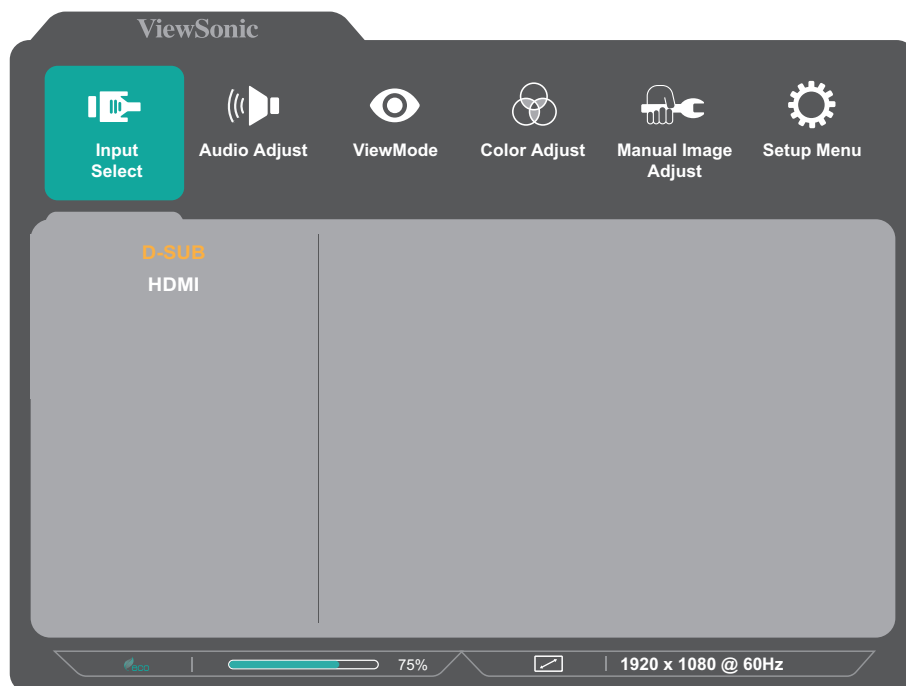 ViewSonic
Input
Select
Audio Adjust
ViewMode
Color Adjust
Manual Image
Adjust
Setup Menu
D-SUB
HDMI
eco
75%
1920 x 1080 @ 60Hz